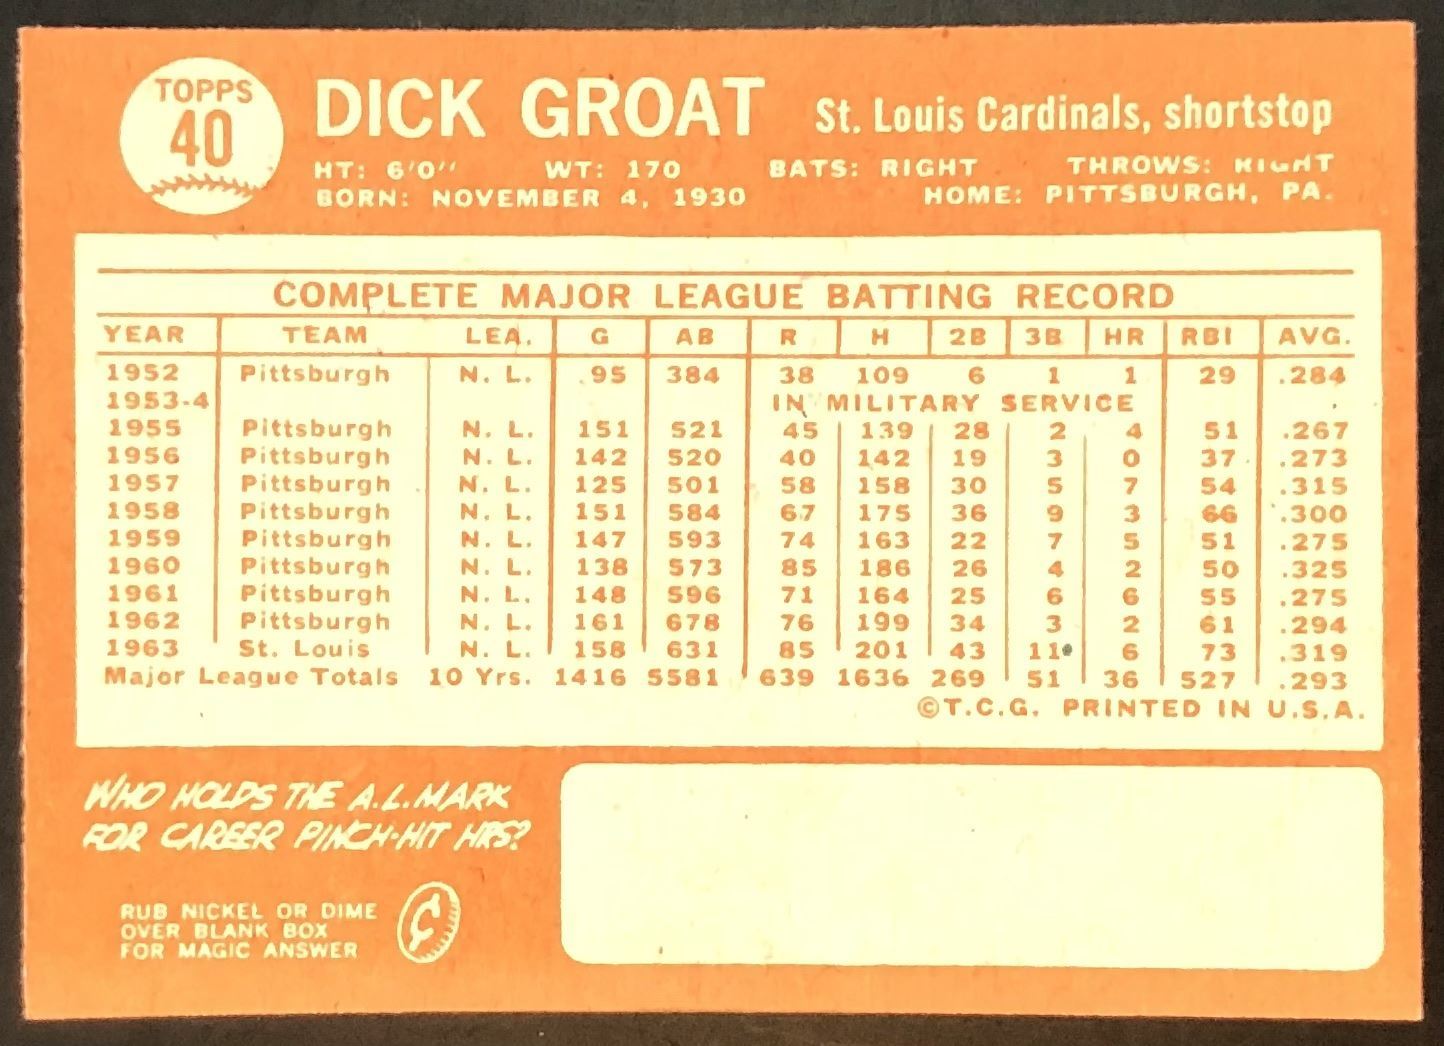 TOPPS
40
DICK GROAT St. Louis Cardinals, shortstop
HT: 6'0" WT: 170 BATS: RIGHT THROWS: RIGHT
BORN: NOVEMBER 4, 1930 HOME: PITTSBURGH, PA.
COMPLETE MAJOR LEAGUE BATTING RECORD
YEAR TEAM LEA. G AB R H 2B 3B HR RBI AVG.
1952 Pittsburgh N. L. 95 384 38 109 6 1 1 29 .284
1953-4 IN MILITARY SERVICE
1955 Pittsburgh N. L. 151 521 45 139 28 2 4 51 .267
1956 Pittsburgh N. L. 142 520 40 142 19 3 0 37 .273
1957 Pittsburgh N. L. 125 501 58 158 30 5 7 54 .315
1958 Pittsburgh N. L. 151 584 67 175 36 9 3 66 .300
1959 Pittsburgh N. L. 147 593 74 163 22 7 5 51 .275
1960 Pittsburgh N. L. 138 573 85 186 26 4 2 50 .325
1961 Pittsburgh N. L. 148 596 71 164 25 6 6 55 .275
1962 Pittsburgh N. L. 161 678 76 199 34 3 2 61 .294
1963 St. Louis N. L. 158 631 85 201 43 11 6 73 .319
Major League Totals 10 Yrs. 1416 5581 639 1636 269 51 36 527 .293
©T.C.G. PRINTED IN U.S.A.
WHO HOLDS THE A.L. MARK
FOR CAREER PINCH-HIT HRS?
RUB NICKEL OR DIME
OVER BLANK BOX
FOR MAGIC ANSWER
¢